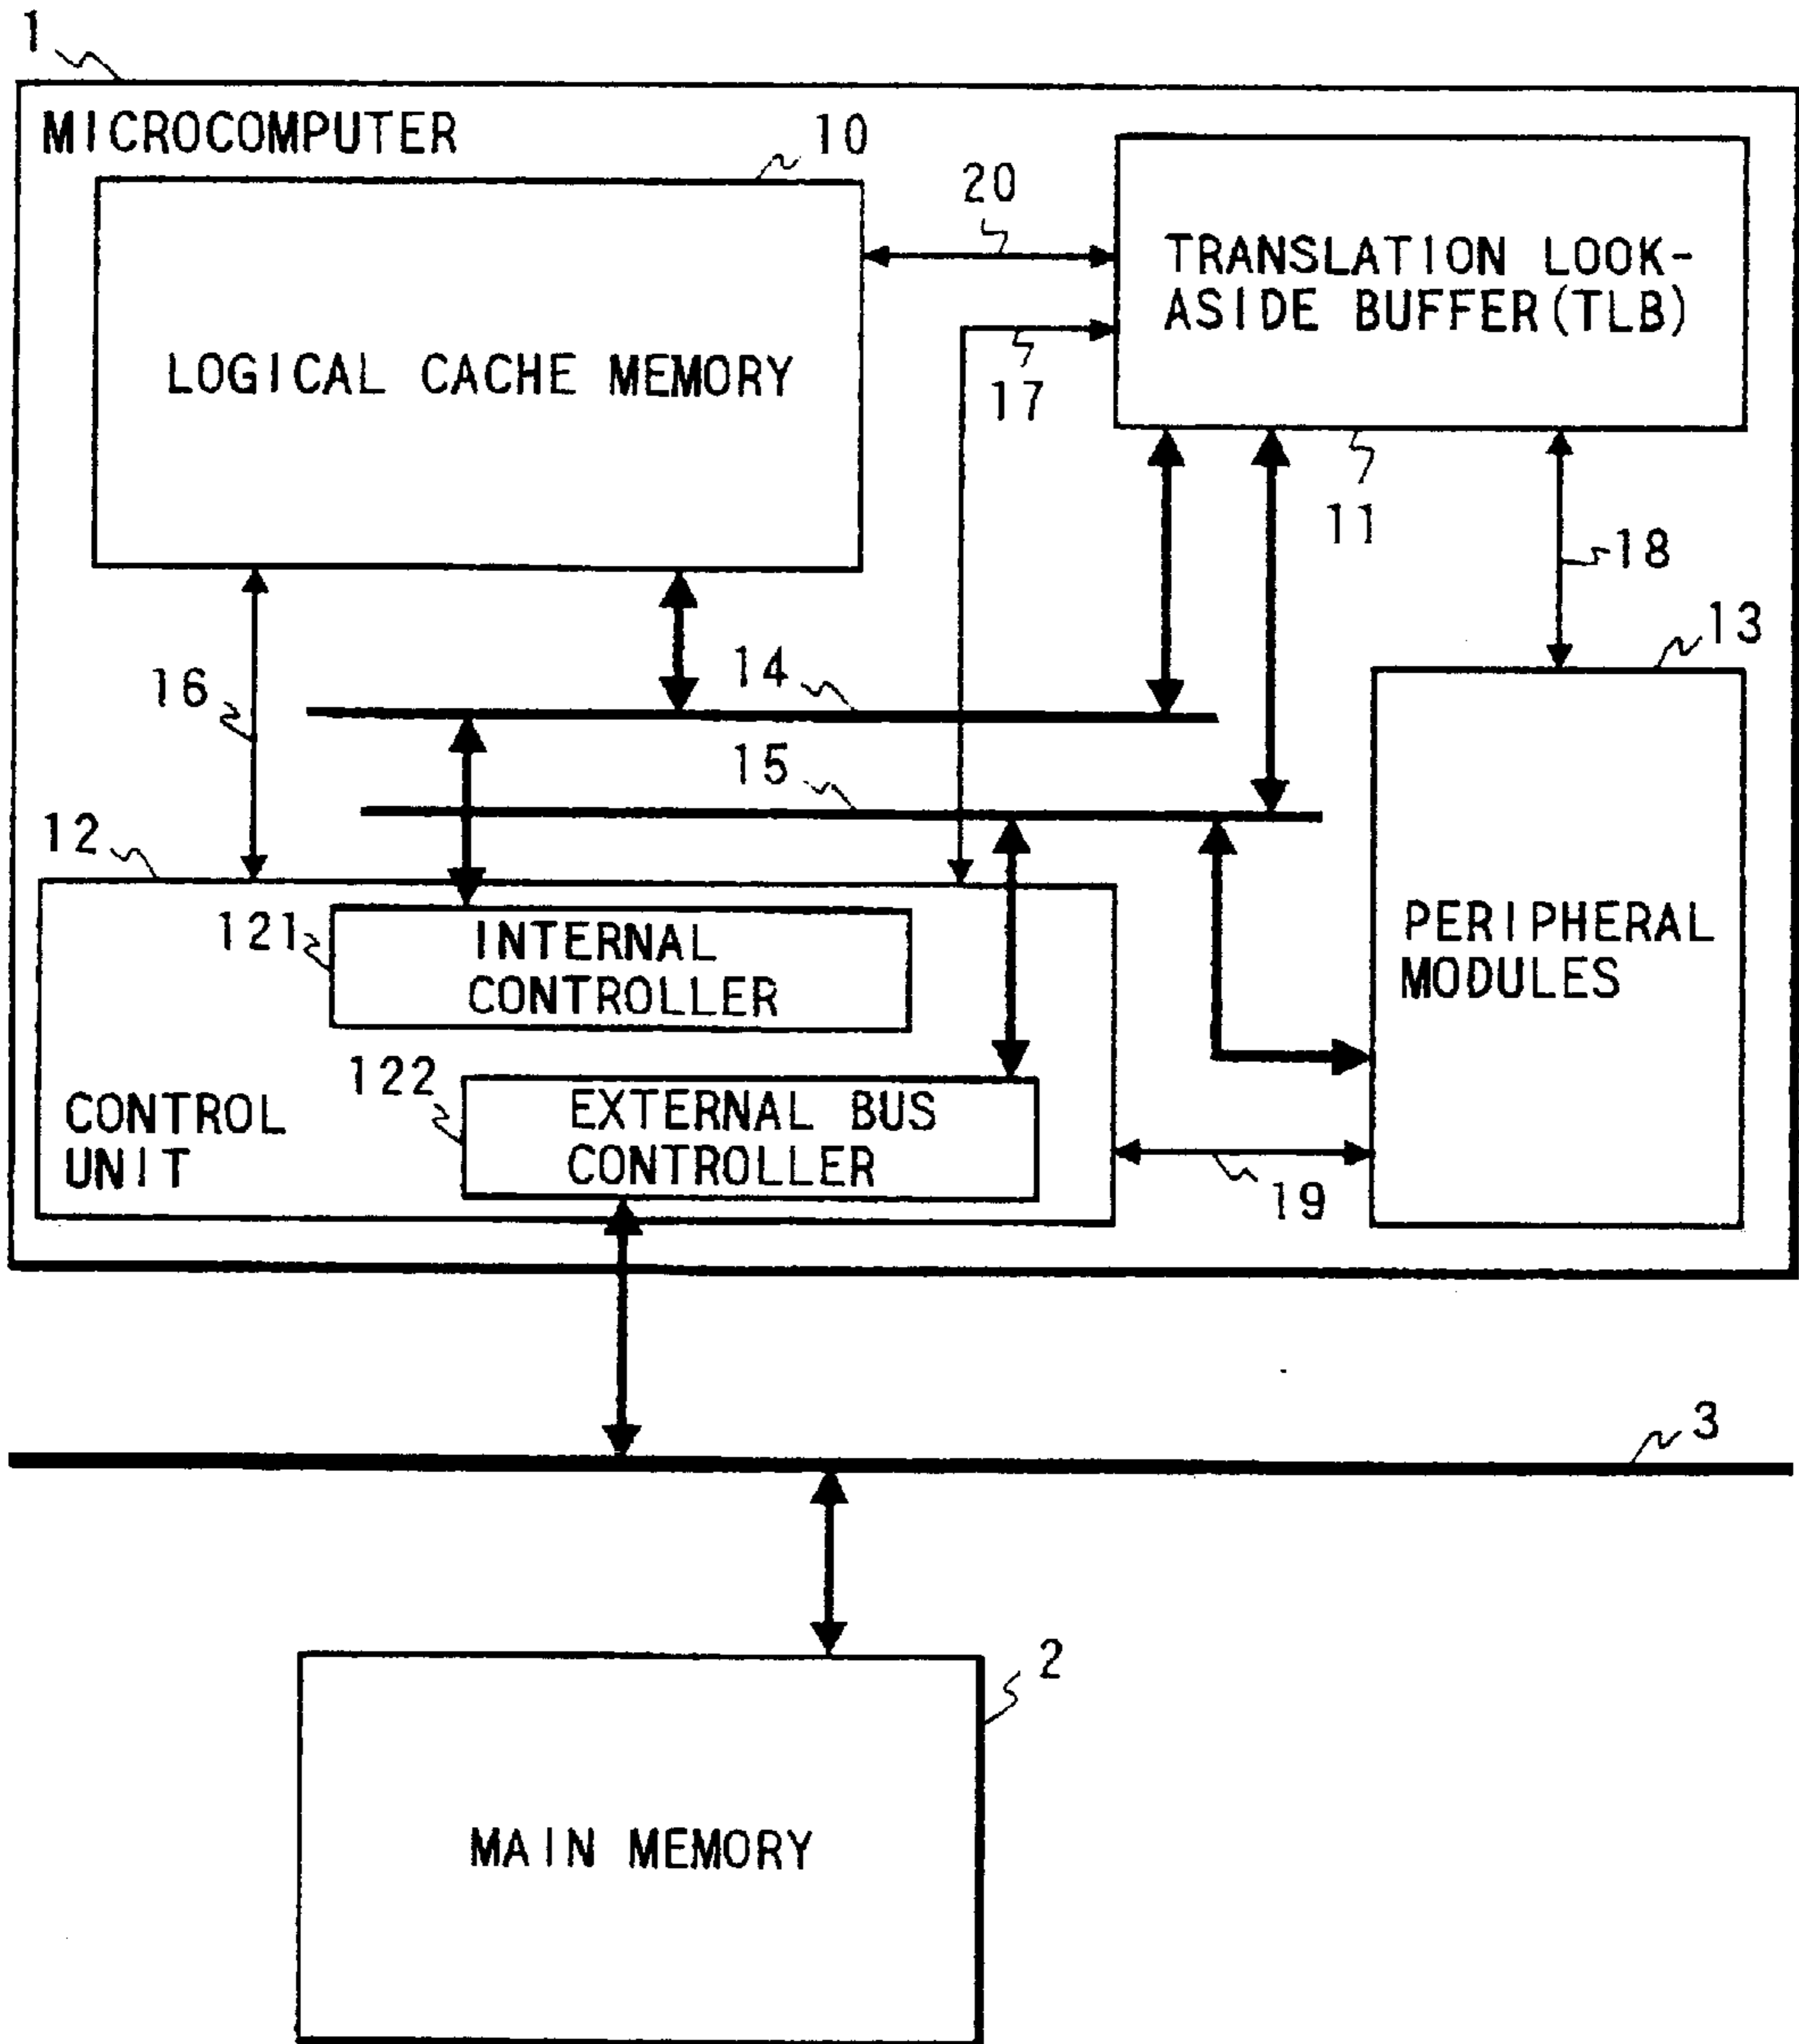 1
MICROCOMPUTER
10
20
TRANSLATION LOOK-
ASIDE BUFFER(TLB)
LOGICAL CACHE MEMORY
17
11
18
13
16
14
15
12
121
INTERNAL
CONTROLLER
PERIPHERAL
MODULES
122
EXTERNAL BUS
CONTROLLER
CONTROL
UNIT
19
3
2
MAIN MEMORY